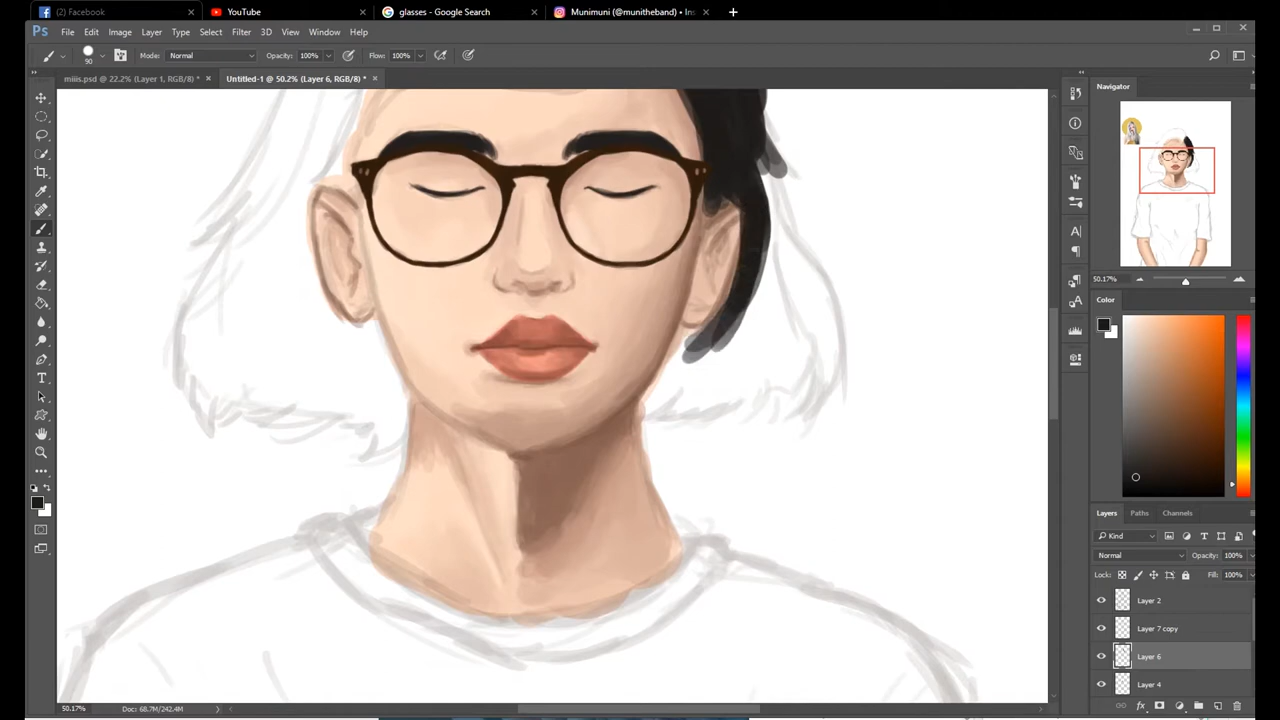 (2) Facebook × YouTube × glasses - Google Search × Munimuni (@munitheband) • Ins × +
Ps File Edit Image Layer Type Select Filter 3D View Window Help
90 Mode: Normal Opacity: 100% Flow: 100%
miiis.psd @ 22.2% (Layer 1, RGB/8) * × Untitled-1 @ 50.2% (Layer 6, RGB/8) * ×
Navigator
50.17%
Color
Layers Paths Channels
Kind
Normal Opacity: 100%
Lock: Fill: 100%
Layer 2
Layer 7 copy
Layer 6
Layer 4
50.17% Doc: 68.7M/242.4M